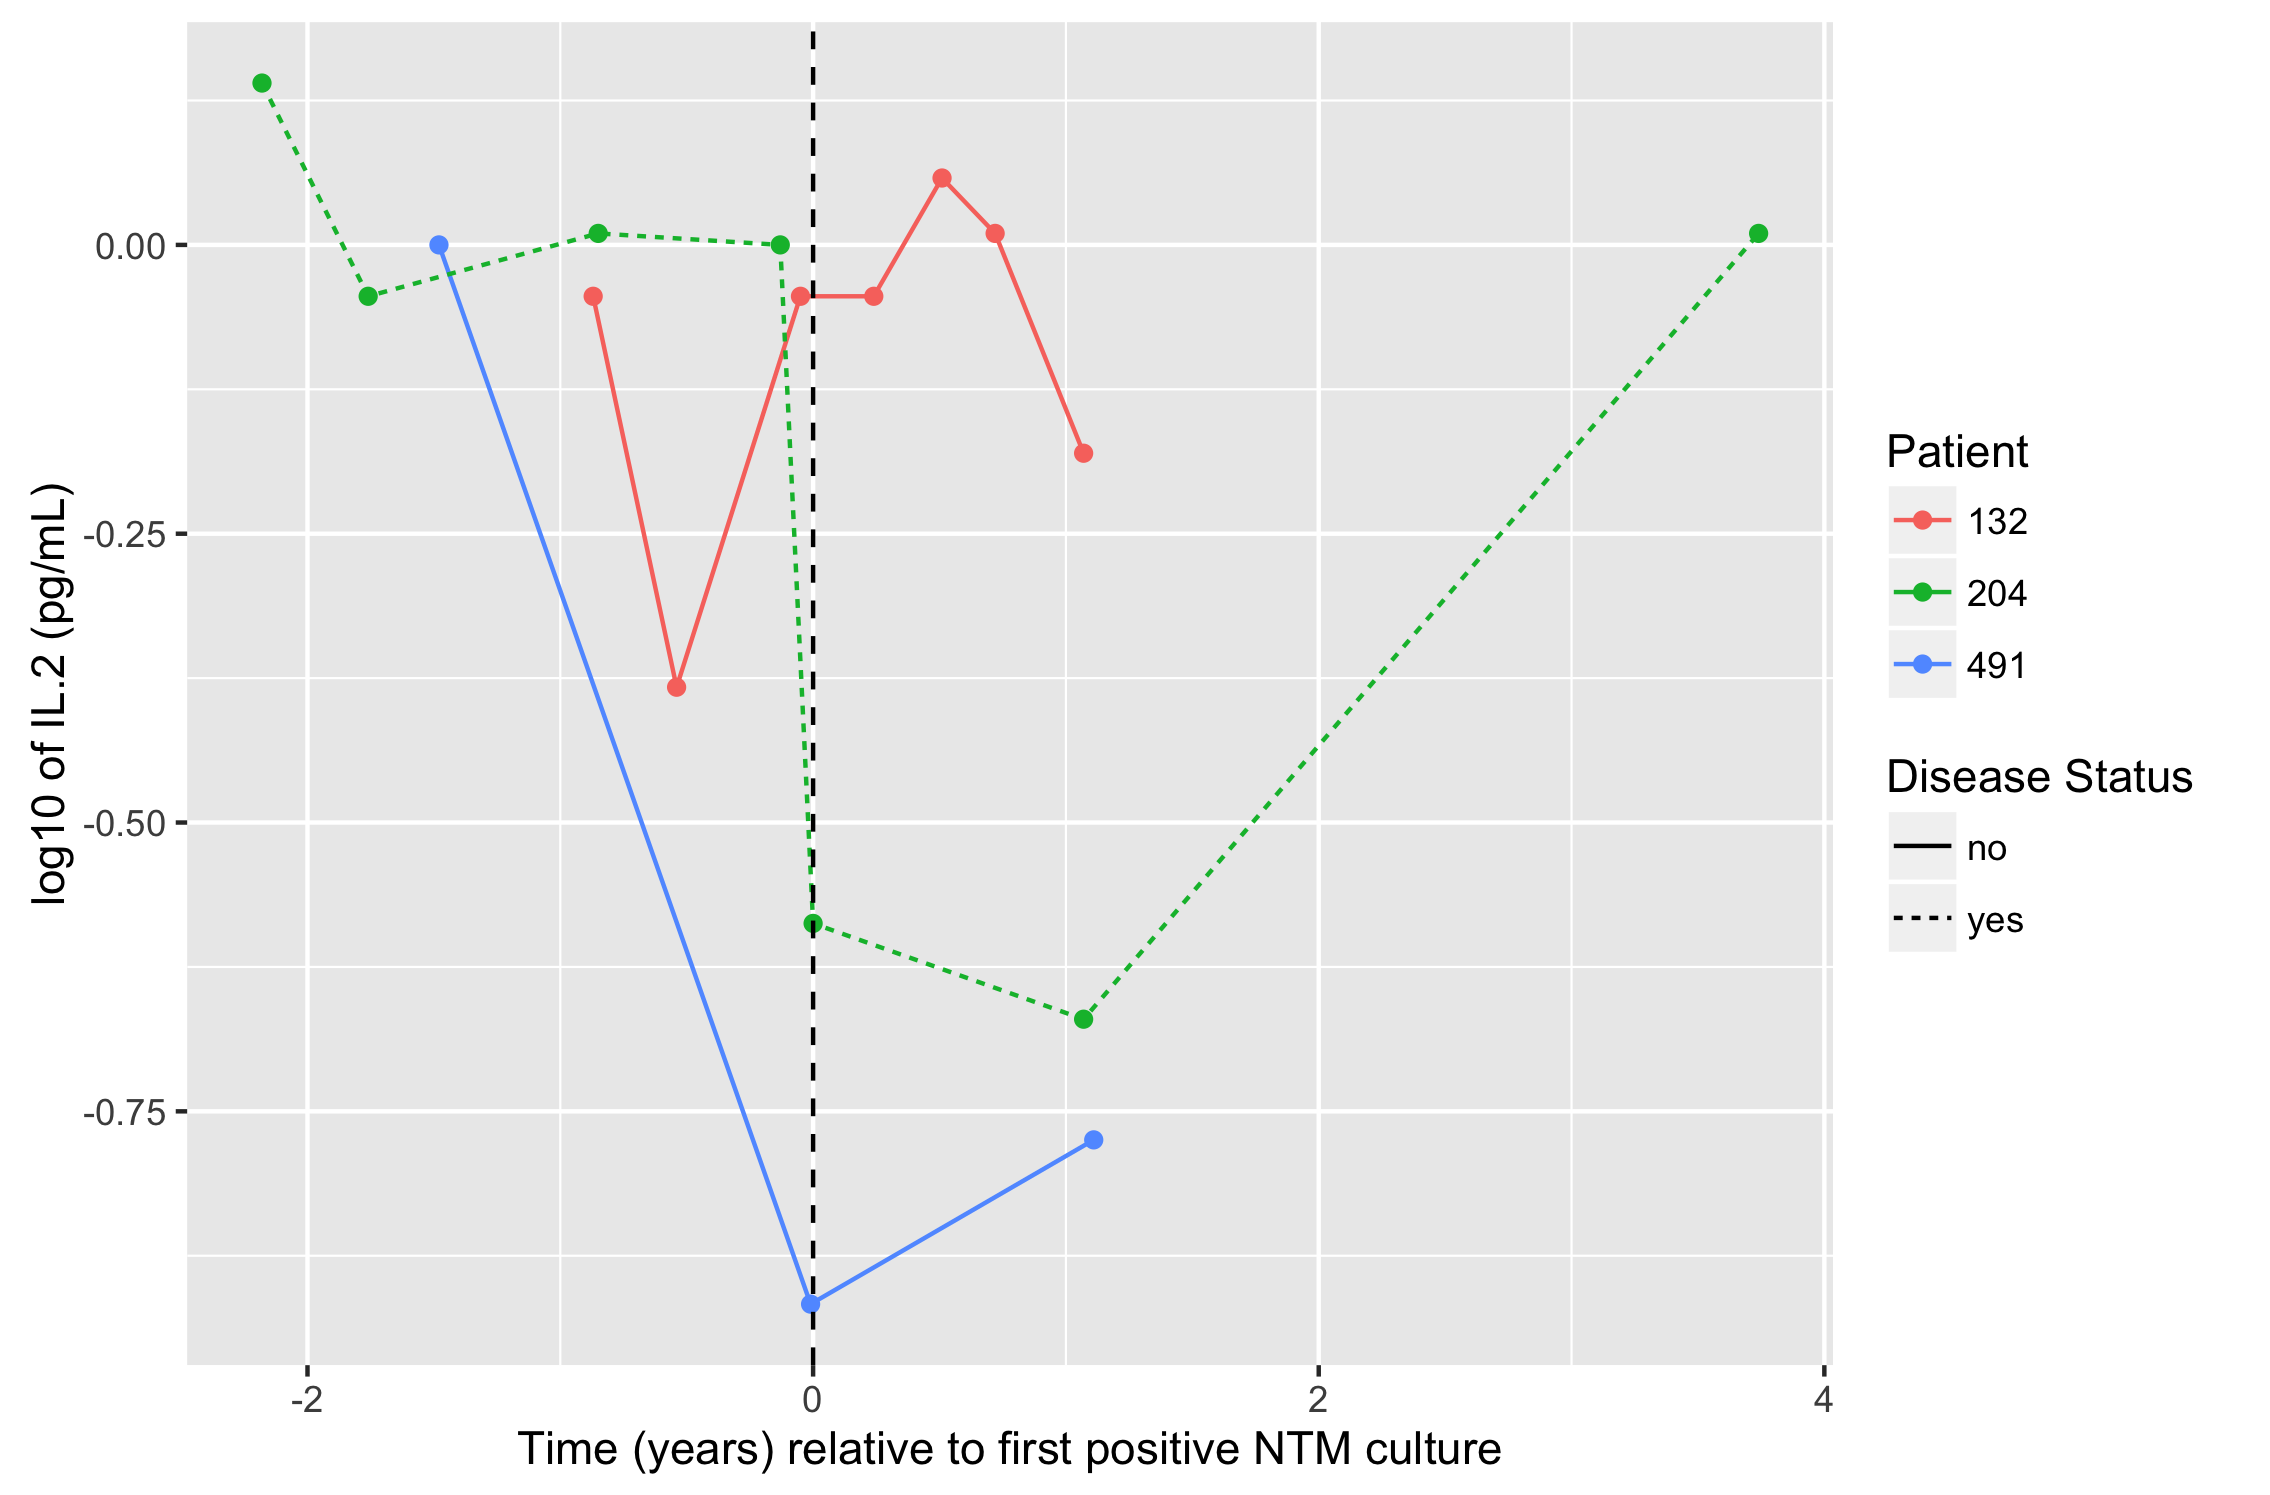 log10 of IL.2 (pg/mL)
0.00
-0.25
-0.50
-0.75
-2
0
2
4
Time (years) relative to first positive NTM culture
Patient
132
204
491
Disease Status
no
yes